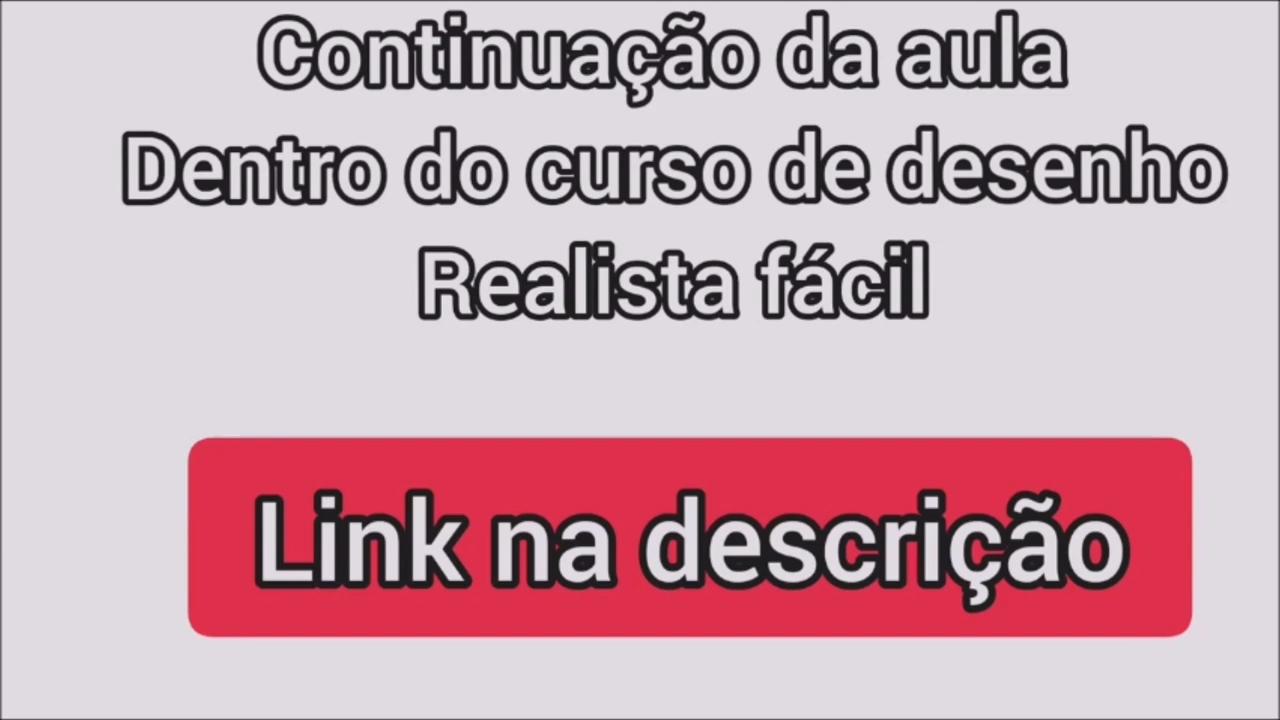 Continuação da aula
Dentro do curso de desenho
Realista fácil
Link na descrição